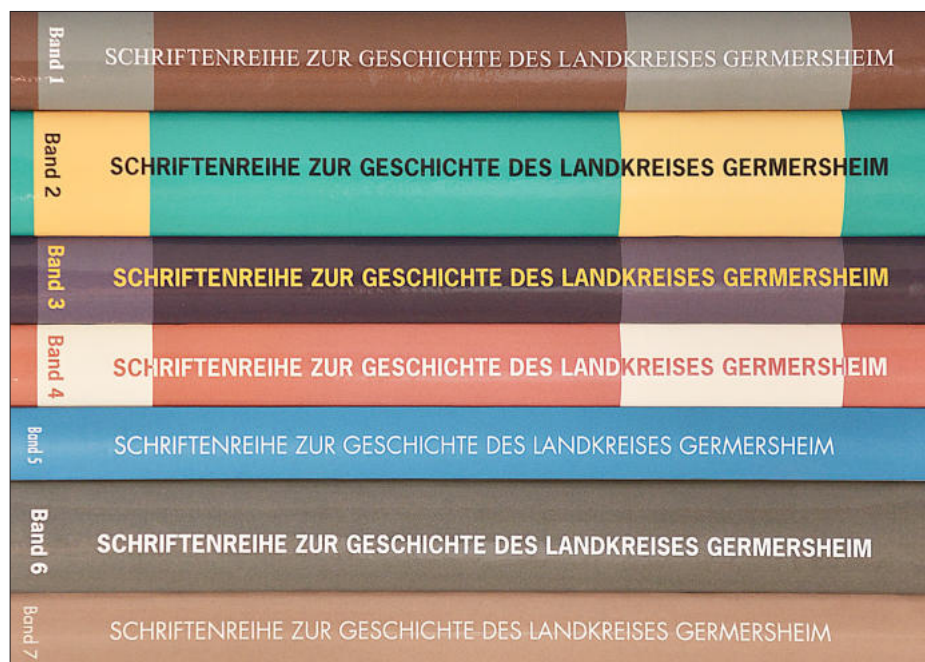 Band 1
SCHRIFTENREIHE ZUR GESCHICHTE DES LANDKREISES GERMERSHEIM
Band 2
SCHRIFTENREIHE ZUR GESCHICHTE DES LANDKREISES GERMERSHEIM
Band 3
SCHRIFTENREIHE ZUR GESCHICHTE DES LANDKREISES GERMERSHEIM
Band 4
SCHRIFTENREIHE ZUR GESCHICHTE DES LANDKREISES GERMERSHEIM
Band 5
SCHRIFTENREIHE ZUR GESCHICHTE DES LANDKREISES GERMERSHEIM
Band 6
SCHRIFTENREIHE ZUR GESCHICHTE DES LANDKREISES GERMERSHEIM
Band 7
SCHRIFTENREIHE ZUR GESCHICHTE DES LANDKREISES GERMERSHEIM